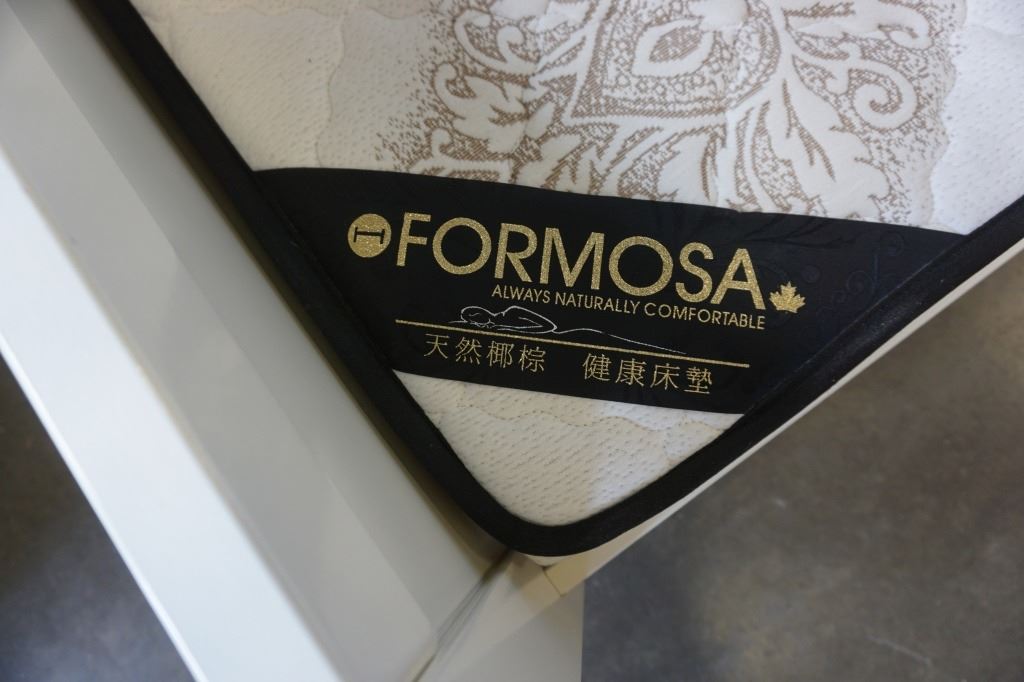 FORMOSA
ALWAYS NATURALLY COMFORTABLE
天然椰棕 健康床墊